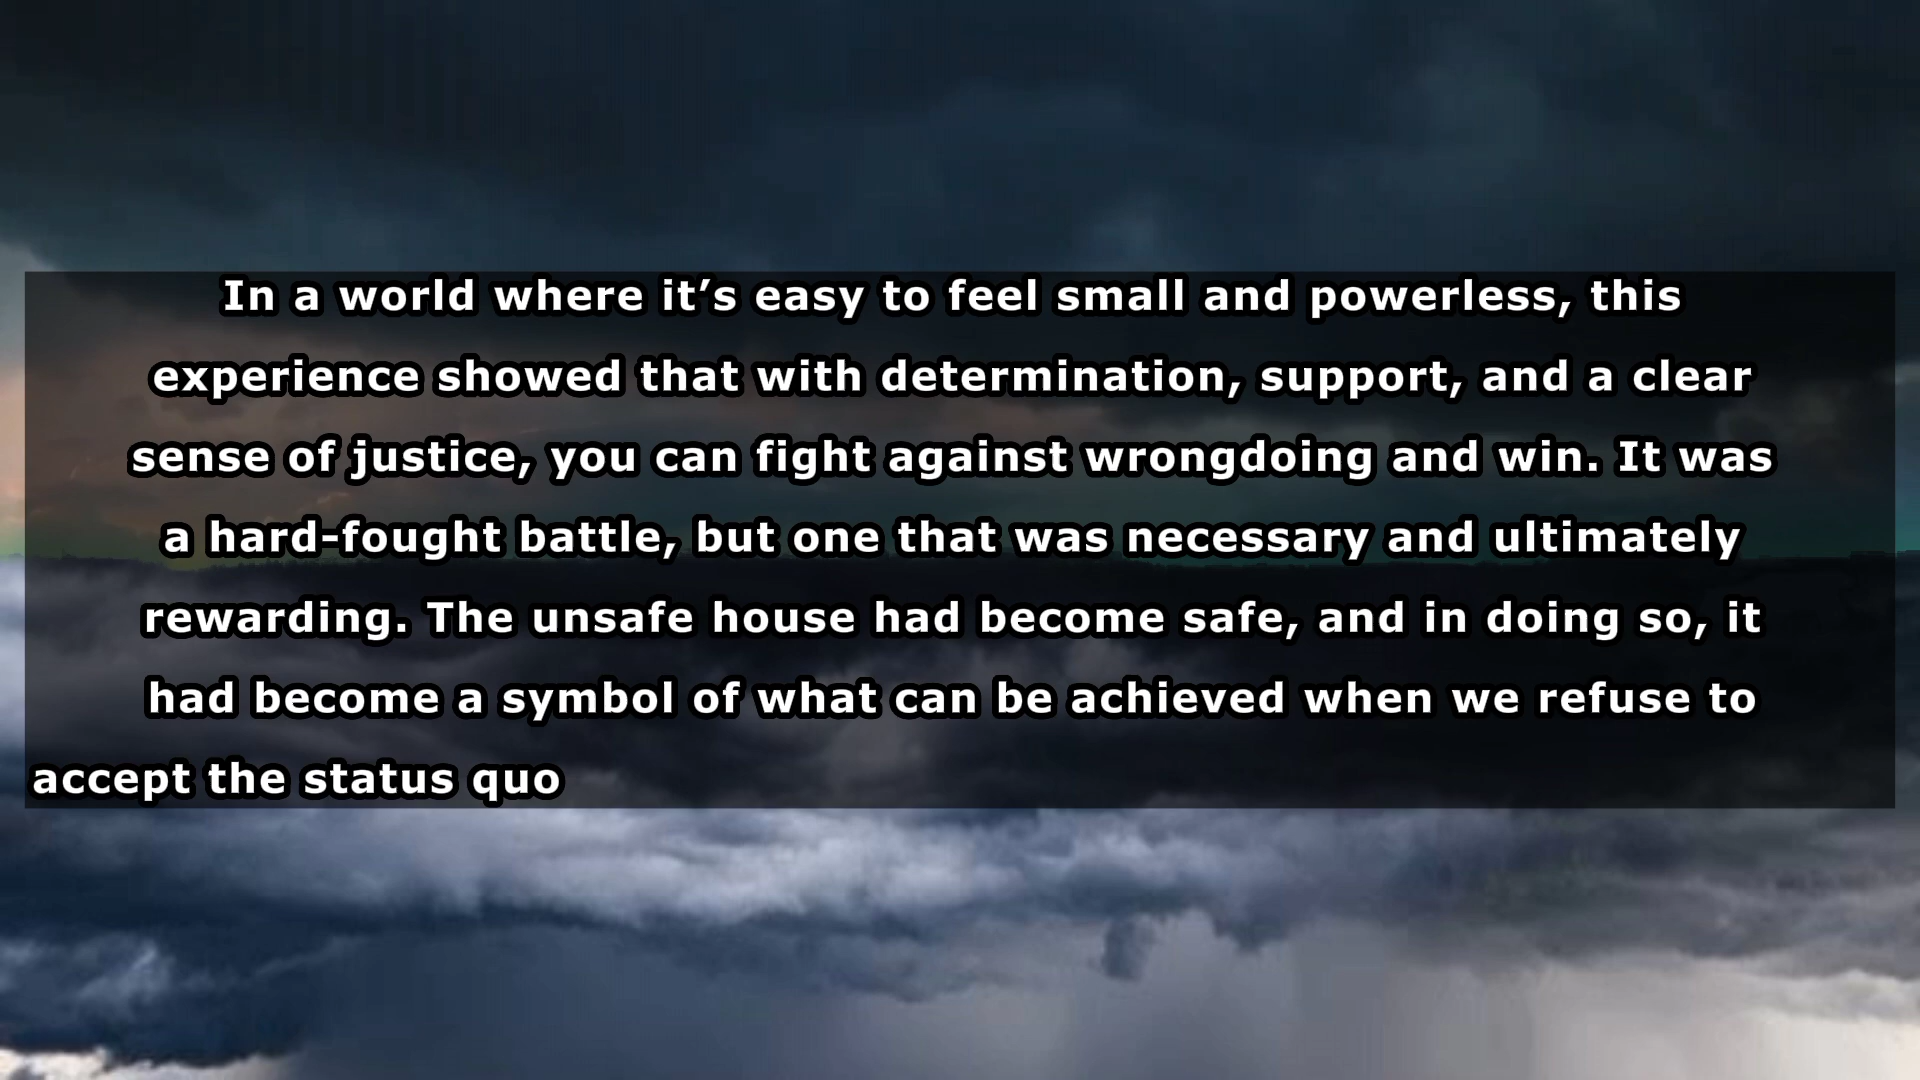 In a world where it’s easy to feel small and powerless, this
experience showed that with determination, support, and a clear
sense of justice, you can fight against wrongdoing and win. It was
a hard-fought battle, but one that was necessary and ultimately
rewarding. The unsafe house had become safe, and in doing so, it
had become a symbol of what can be achieved when we refuse to
accept the status quo